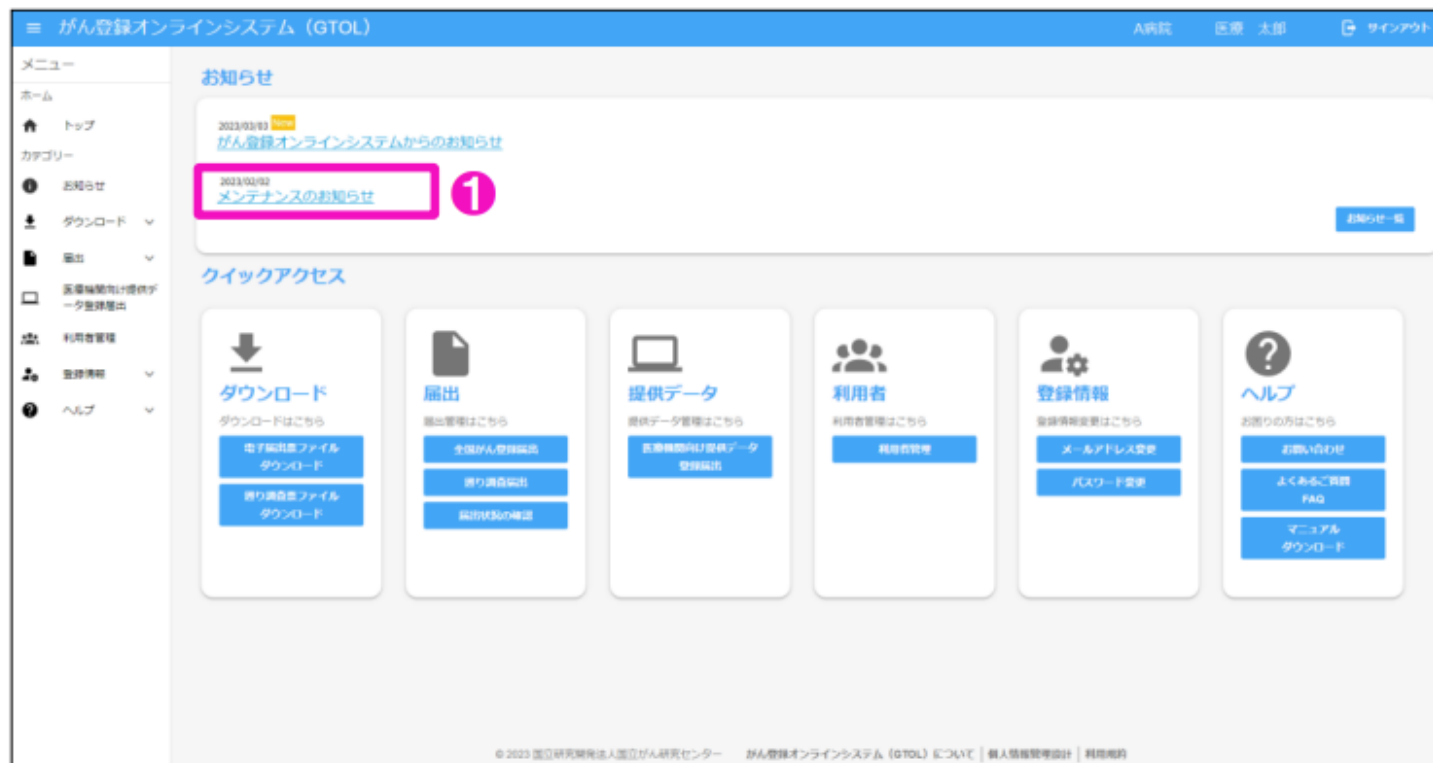 がん登録オンラインシステム（GTOL）
A病院 医療 太郎 サインアウト
メニュー
ホーム
トップ
カテゴリー
お知らせ
ダウンロード
届出
医療機関向け提供デ
ータ登録届出
利用者管理
登録情報
ヘルプ
お知らせ
2023/03/03 New
がん登録オンラインシステムからのお知らせ
2023/02/02
メンテナンスのお知らせ
1
お知らせ一覧
クイックアクセス
ダウンロード
ダウンロードはこちら
電子届出票ファイル
ダウンロード
遡り調査票ファイル
ダウンロード
届出
届出管理はこちら
全国がん登録届出
遡り調査届出
届出状況の確認
提供データ
提供データ管理はこちら
医療機関向け提供データ
登録届出
利用者
利用者管理はこちら
利用者管理
登録情報
登録情報変更はこちら
メールアドレス変更
パスワード変更
ヘルプ
お困りの方はこちら
お問い合わせ
よくあるご質問
FAQ
マニュアル
ダウンロード
© 2023 国立研究開発法人国立がん研究センター がん登録オンラインシステム（GTOL）について | 個人情報管理設計 | 利用規約